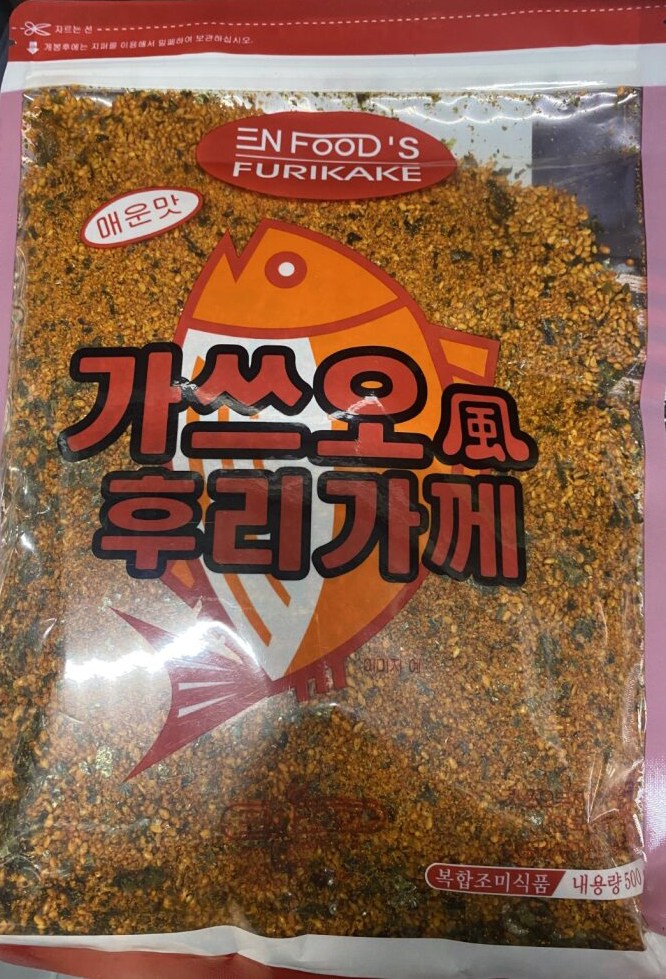 자르는 선
개봉후에는 지퍼를 이용해서 밀폐하여 보관하십시오.
EN FOOD'S
FURIKAKE
매운맛
가쓰오風
후리가께
이미지 예
복합조미식품 내용량 500